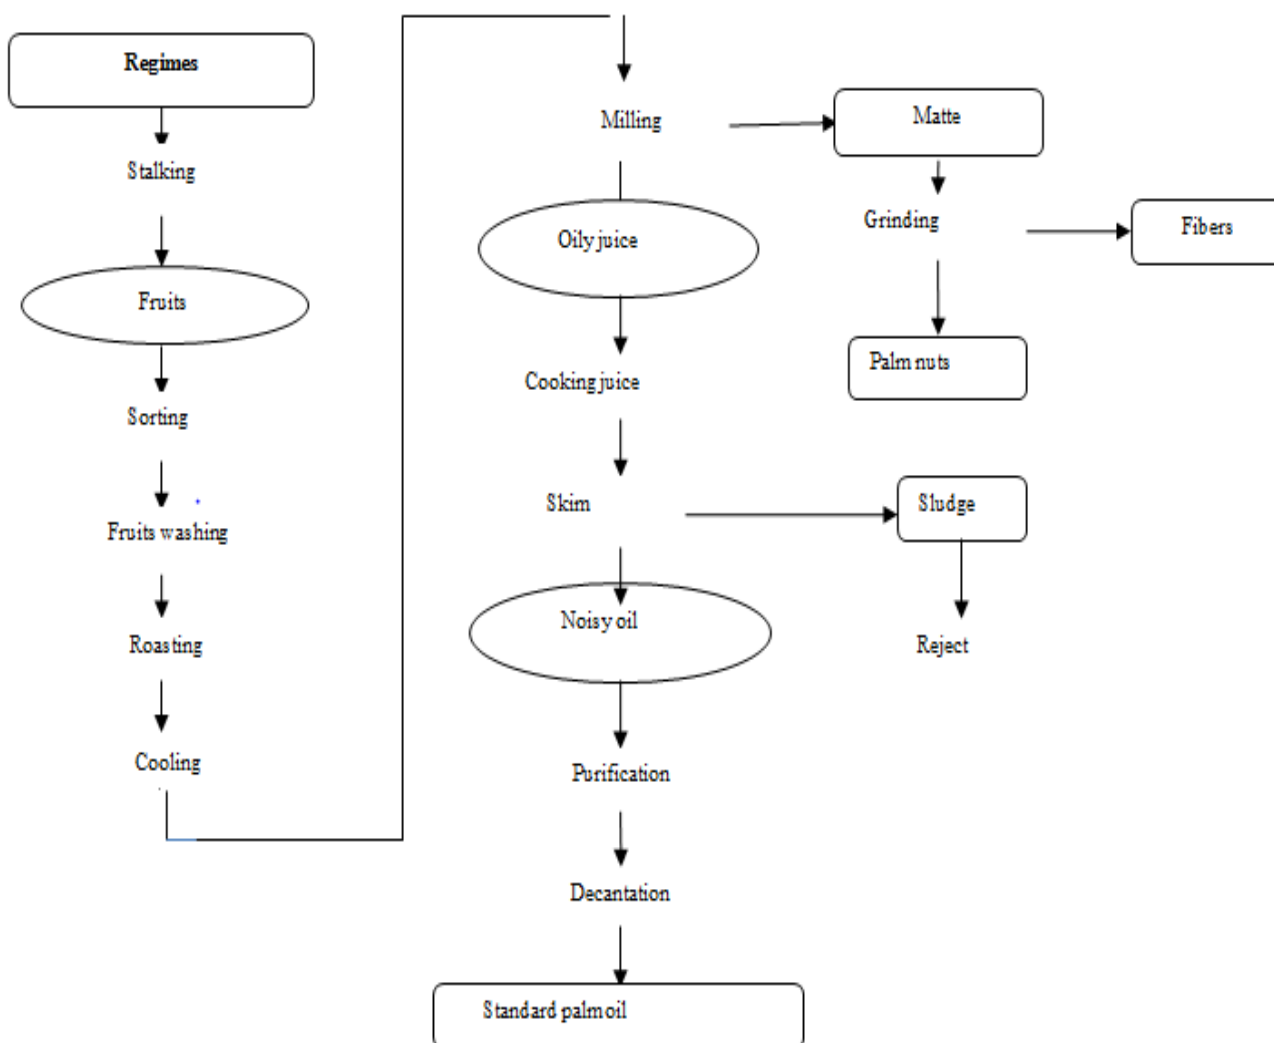 Regimes
Stalking
Fruits
Sorting
Fruits washing
Roasting
Cooling
Milling
Matte
Oily juice
Grinding
Fibers
Palm nuts
Cooking juice
Skim
Sludge
Noisy oil
Reject
Purification
Decantation
Standard palm oil